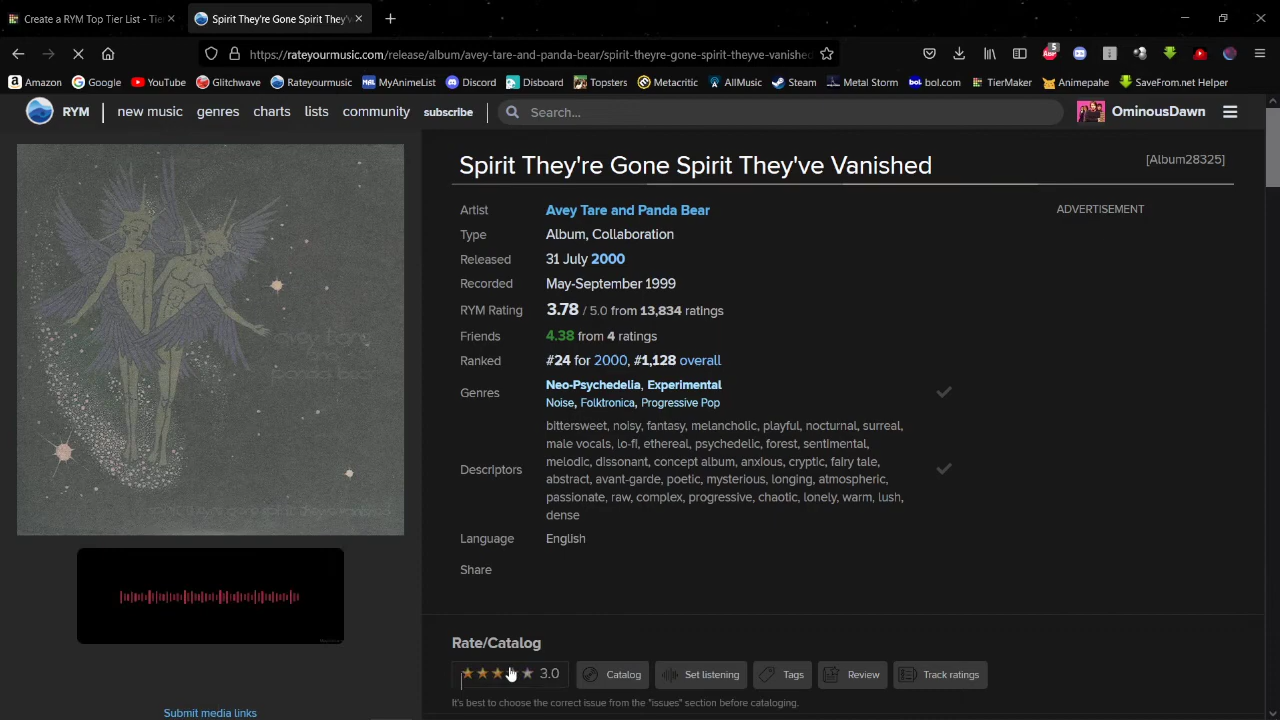 Create a RYM Top Tier List - Tie
Spirit They're Gone Spirit They'v
https://rateyourmusic.com/release/album/avey-tare-and-panda-bear/spirit-theyre-gone-spirit-theyve-vanished
5
Amazon Google YouTube Glitchwave Rateyourmusic MyAnimeList Discord Disboard Topsters Metacritic AllMusic Steam Metal Storm bol.com TierMaker Animepahe SaveFrom.net Helper
RYM new music genres charts lists community subscribe Search... OminousDawn
Spirit They're Gone Spirit They've Vanished [Album28325]
Artist Avey Tare and Panda Bear
ADVERTISEMENT
Type Album, Collaboration
Released 31 July 2000
Recorded May-September 1999
RYM Rating 3.78 / 5.0 from 13,834 ratings
Friends 4.38 from 4 ratings
Ranked #24 for 2000, #1,128 overall
Genres Neo-Psychedelia, Experimental
Noise, Folktronica, Progressive Pop
Descriptors bittersweet, noisy, fantasy, melancholic, playful, nocturnal, surreal,
male vocals, lo-fi, ethereal, psychedelic, forest, sentimental,
melodic, dissonant, concept album, anxious, cryptic, fairy tale,
abstract, avant-garde, poetic, mysterious, longing, atmospheric,
passionate, raw, complex, progressive, chaotic, lonely, warm, lush,
dense
Language English
Share
Rate/Catalog
3.0 Catalog Set listening Tags Review Track ratings
It's best to choose the correct issue from the "issues" section before cataloging.
Submit media links